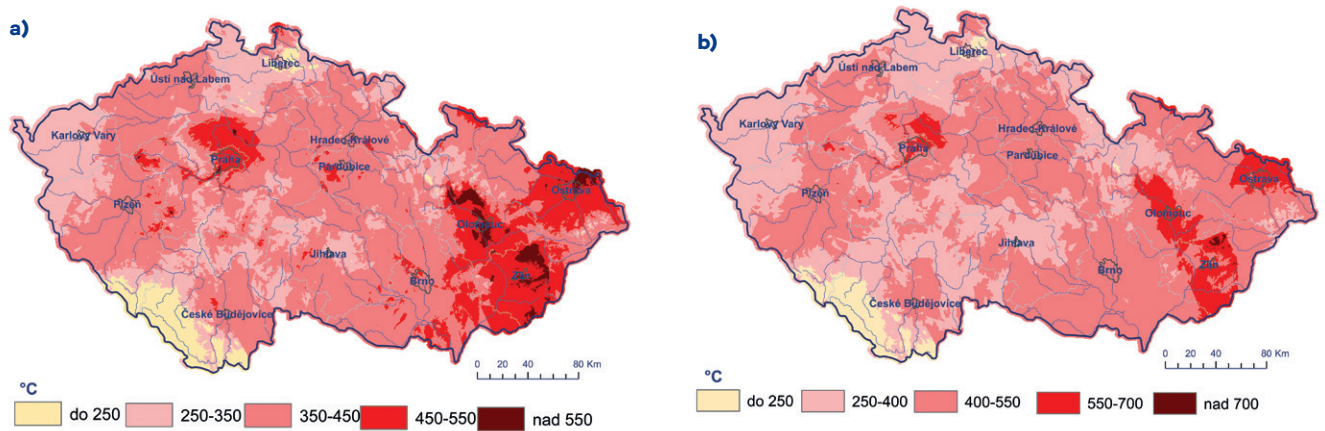 a)
Liberec
Ústí nad Labem
Karlovy Vary
Hradec Králové
Praha
Pardubice
Plzeň
Ostrava
Olomouc
Jihlava
Zlín
Brno
České Budějovice
0 20 40 80 Km
°C
do 250 250-350 350-450 450-550 nad 550
b)
Liberec
Ústí nad Labem
Karlovy Vary
Hradec Králové
Praha
Pardubice
Plzeň
Ostrava
Olomouc
Jihlava
Zlín
Brno
České Budějovice
0 20 40 80 Km
°C
do 250 250-400 400-550 550-700 nad 700